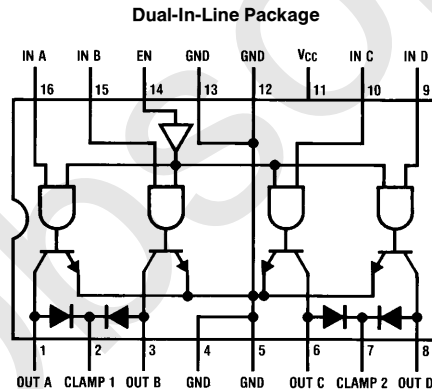 Dual-In-Line Package
IN A IN B EN GND GND VCC IN C IN D
16 15 14 13 12 11 10 9
1 2 3 4 5 6 7 8
OUT A CLAMP 1 OUT B GND GND OUT C CLAMP 2 OUT D